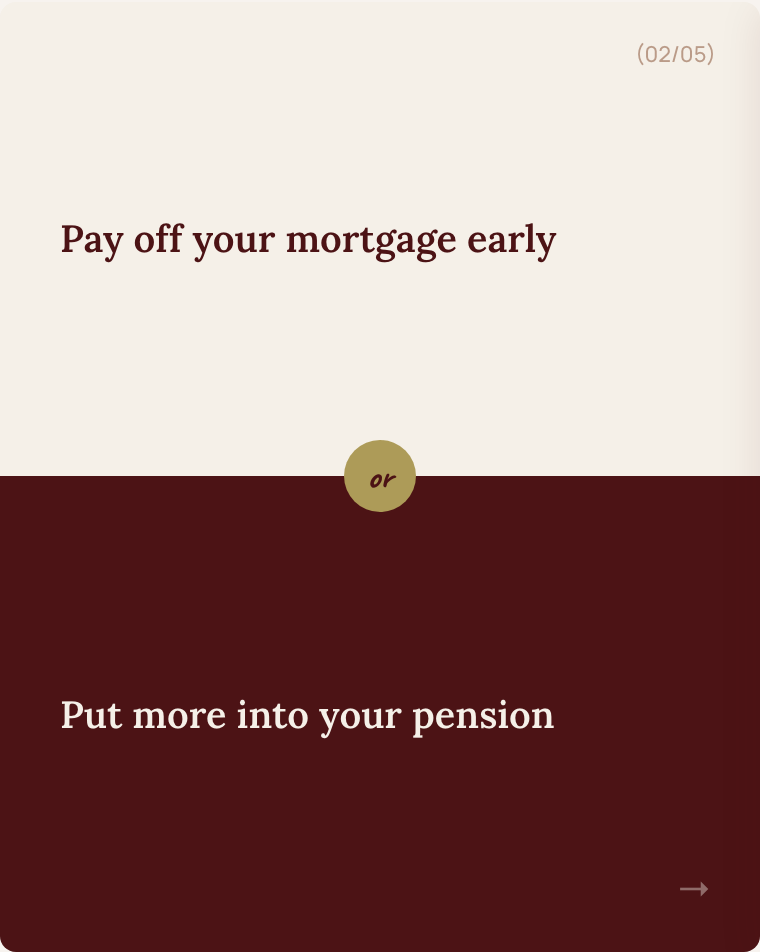 (02/05)
Pay off your mortgage early
or
Put more into your pension